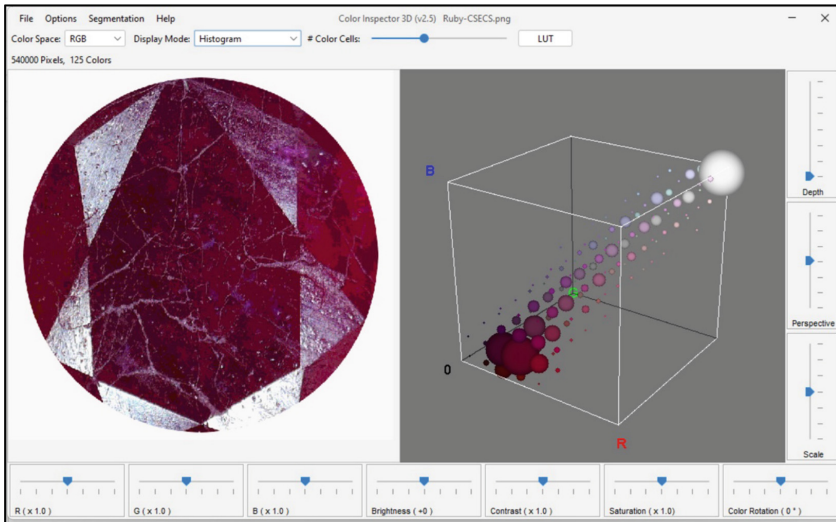 File Options Segmentation Help Color Inspector 3D (v2.5) Ruby-CSECS.png
Color Space: RGB Display Mode: Histogram # Color Cells: LUT
540000 Pixels, 125 Colors
B
0
R
Depth
Perspective
Scale
R ( x 1.0 ) G ( x 1.0 ) B ( x 1.0 ) Brightness ( +0 ) Contrast ( x 1.0 ) Saturation ( x 1.0) Color Rotation ( 0 ° )